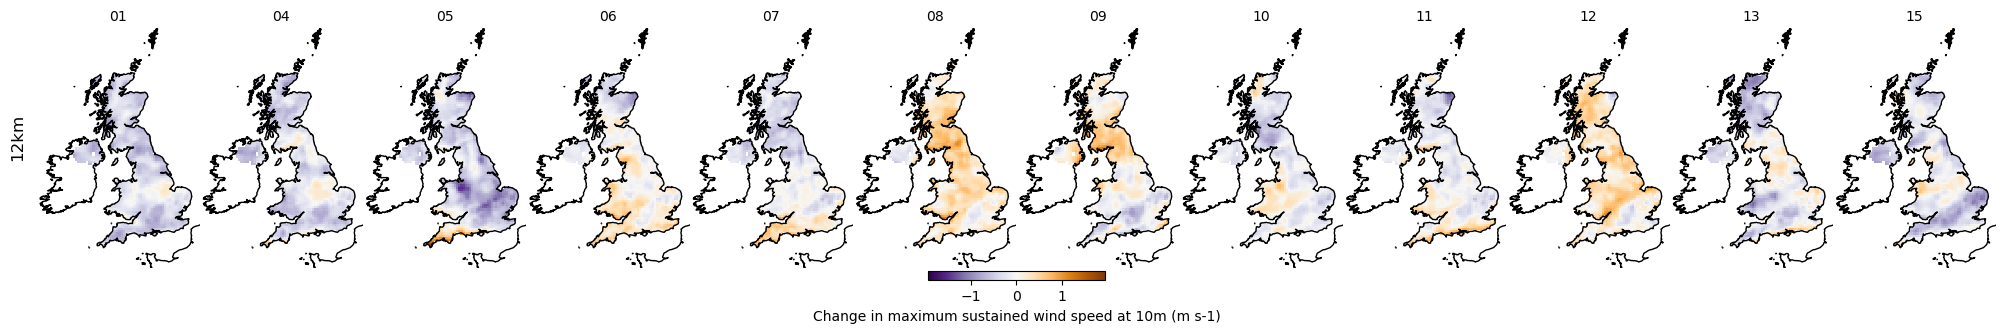 01 04 05 06 07 08 09 10 11 12 13 15
12km
−1 0 1
Change in maximum sustained wind speed at 10m (m s-1)